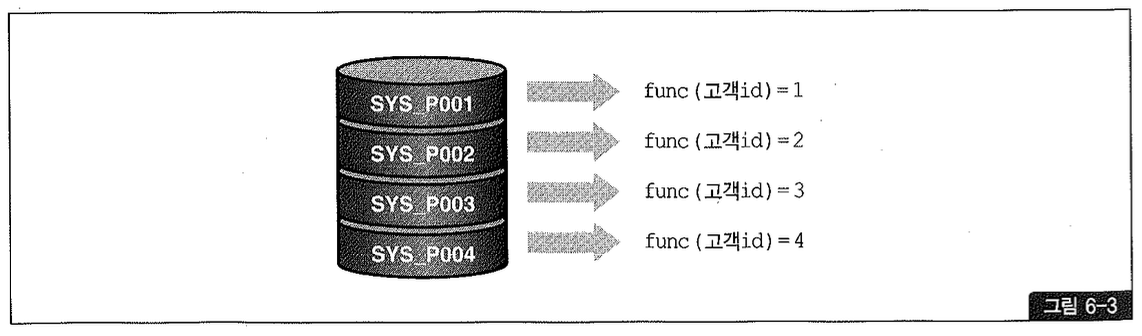 SYS_P001
func(고객id)=1
SYS_P002
func(고객id)=2
SYS_P003
func(고객id)=3
SYS_P004
func(고객id)=4
그림 6-3